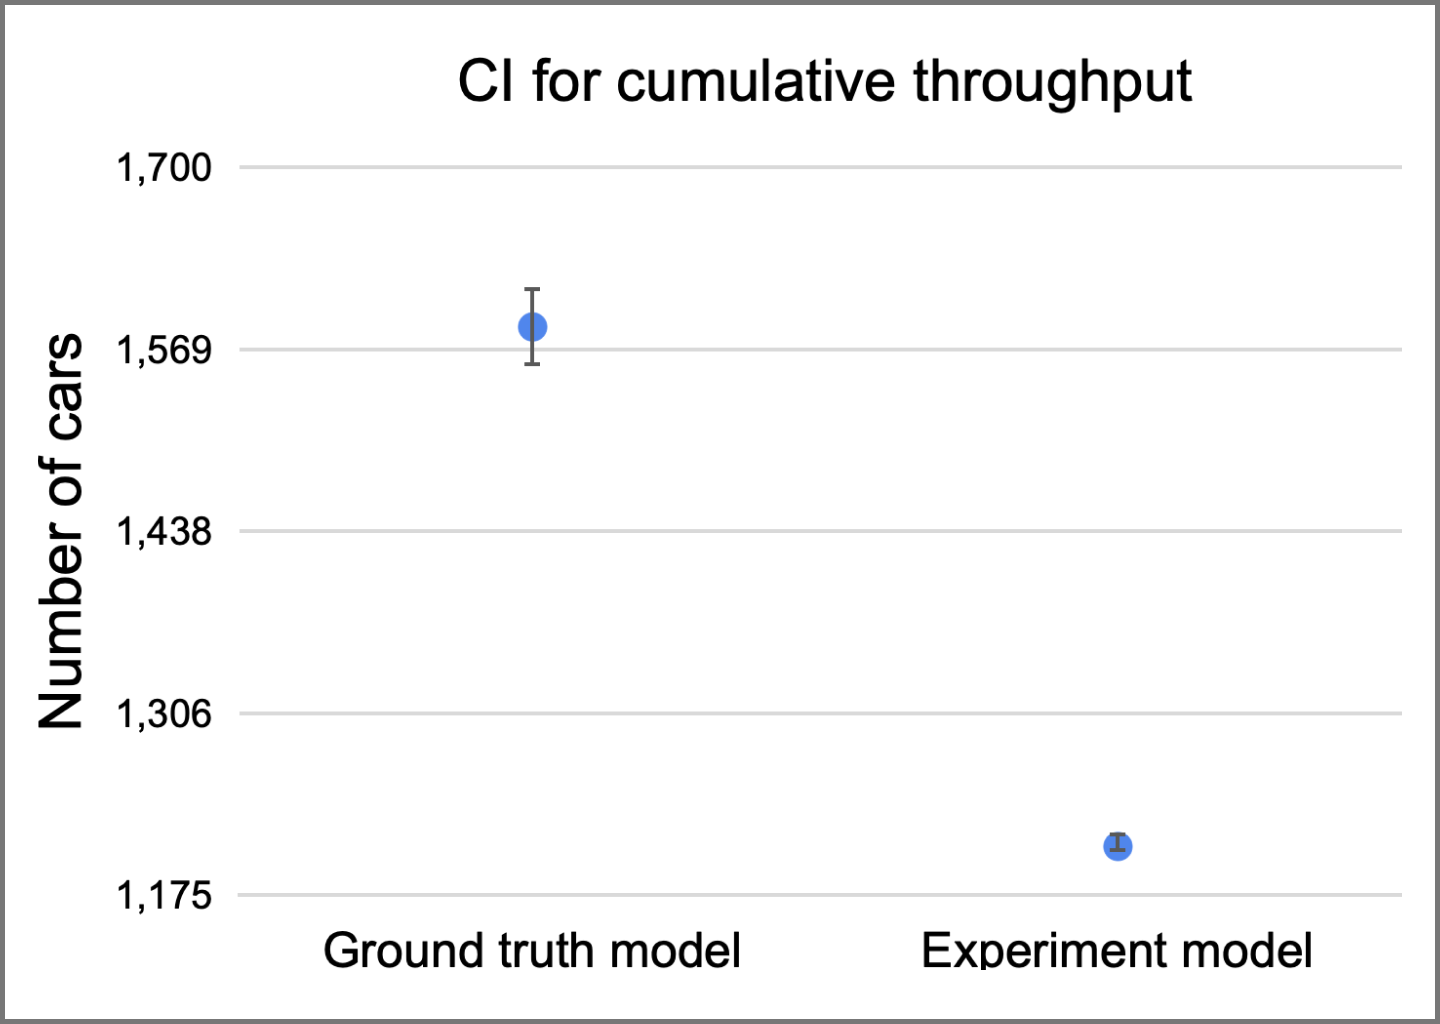 CI for cumulative throughput
1,700
1,569
1,438
1,306
1,175
Number of cars
Ground truth model
Experiment model